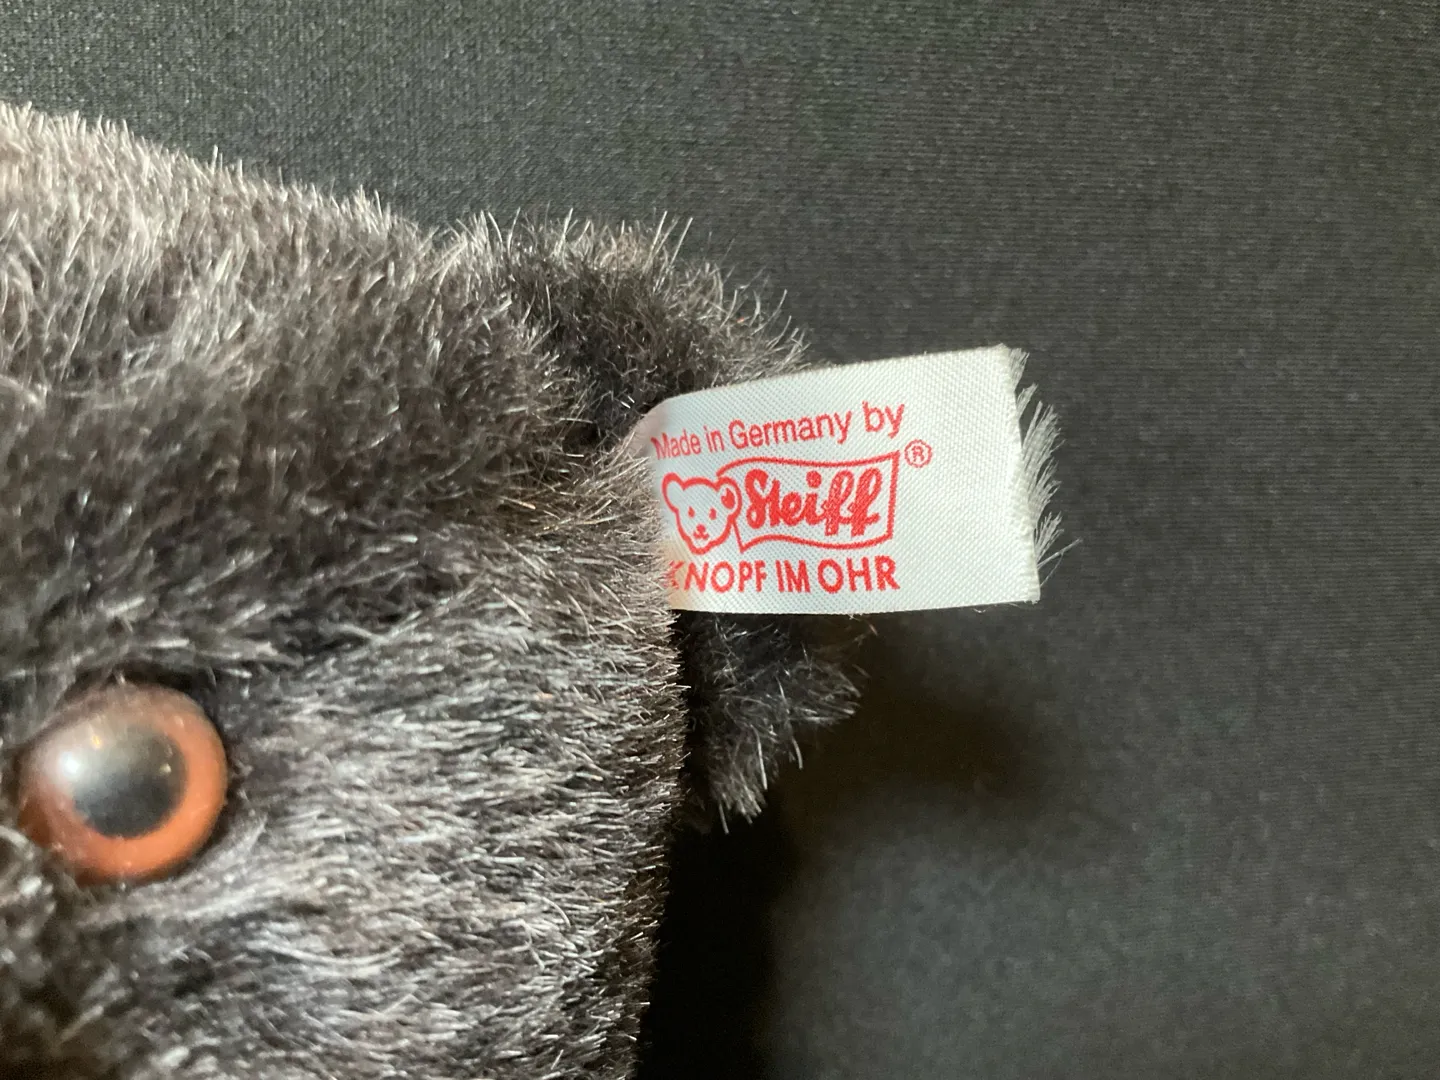 Made in Germany by
Steiff®
KNOPF IM OHR